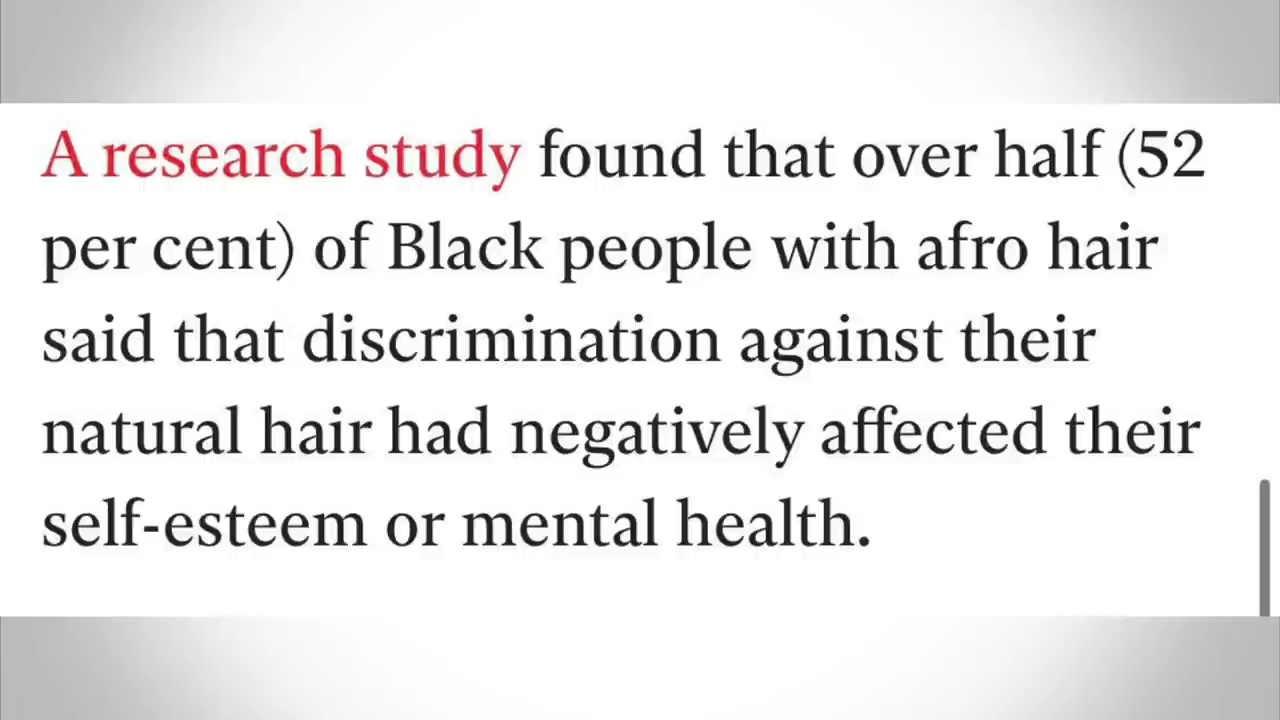 A research study found that over half (52
per cent) of Black people with afro hair
said that discrimination against their
natural hair had negatively affected their
self-esteem or mental health.